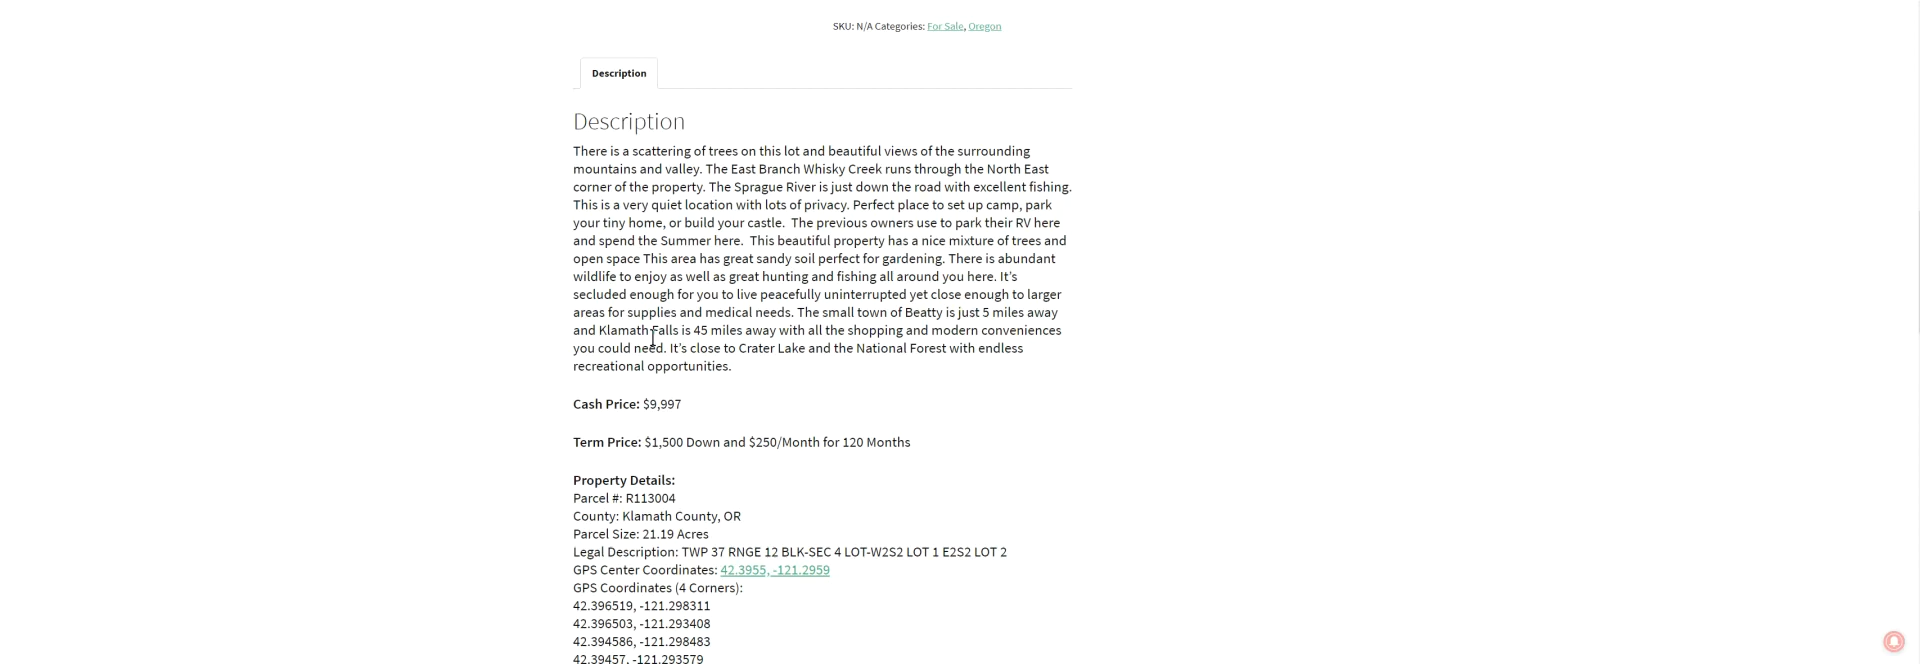 SKU: N/A Categories: For Sale, Oregon
Description
Description
There is a scattering of trees on this lot and beautiful views of the surrounding
mountains and valley. The East Branch Whisky Creek runs through the North East
corner of the property. The Sprague River is just down the road with excellent fishing.
This is a very quiet location with lots of privacy. Perfect place to set up camp, park
your tiny home, or build your castle.  The previous owners use to park their RV here
and spend the Summer here.  This beautiful property has a nice mixture of trees and
open space This area has great sandy soil perfect for gardening. There is abundant
wildlife to enjoy as well as great hunting and fishing all around you here. It’s
secluded enough for you to live peacefully uninterrupted yet close enough to larger
areas for supplies and medical needs. The small town of Beatty is just 5 miles away
and Klamath Falls is 45 miles away with all the shopping and modern conveniences
you could need. It’s close to Crater Lake and the National Forest with endless
recreational opportunities.
Cash Price: $9,997
Term Price: $1,500 Down and $250/Month for 120 Months
Property Details:
Parcel #: R113004
County: Klamath County, OR
Parcel Size: 21.19 Acres
Legal Description: TWP 37 RNGE 12 BLK-SEC 4 LOT-W2S2 LOT 1 E2S2 LOT 2
GPS Center Coordinates: 42.3955, -121.2959
GPS Coordinates (4 Corners):
42.396519, -121.298311
42.396503, -121.293408
42.394586, -121.298483
42.39457, -121.293579